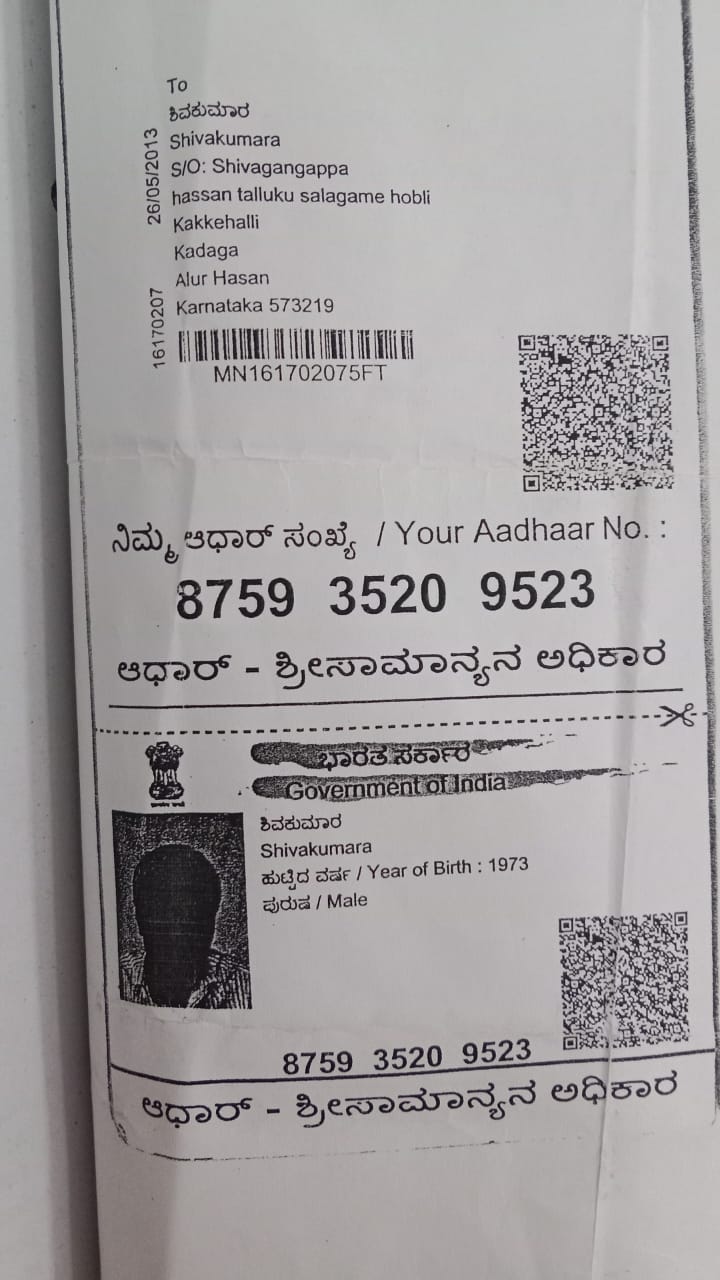 To
ಶಿವಕುಮಾರ
Shivakumara
S/O: Shivagangappa
hassan talluku salagame hobli
Kakkehalli
Kadaga
Alur Hasan
Karnataka 573219
26/05/2013
16170207
MN161702075FT
ನಿಮ್ಮ ಆಧಾರ್ ಸಂಖ್ಯೆ / Your Aadhaar No. :
8759 3520 9523
ಆಧಾರ್ - ಶ್ರೀಸಾಮಾನ್ಯನ ಅಧಿಕಾರ
ಭಾರತ ಸರ್ಕಾರ
Government of India
ಶಿವಕುಮಾರ
Shivakumara
ಹುಟ್ಟಿದ ವರ್ಷ / Year of Birth : 1973
ಪುರುಷ / Male
8759 3520 9523
ಆಧಾರ್ - ಶ್ರೀಸಾಮಾನ್ಯನ ಅಧಿಕಾರ